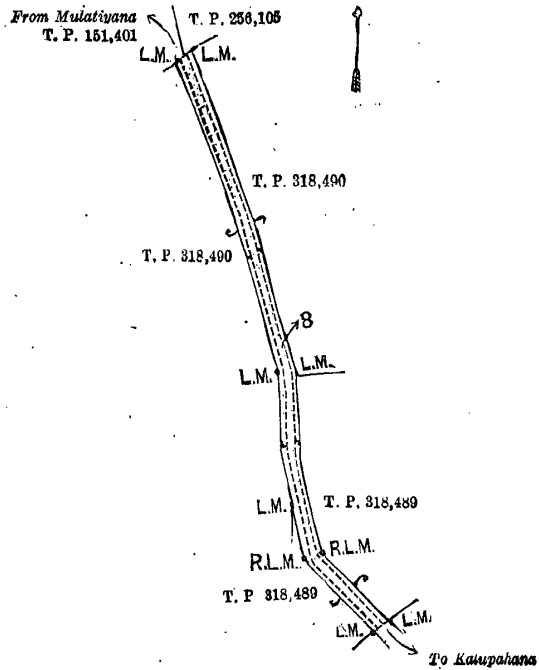 From Mulatiyana
T. P. 151,401
T. P. 256,105
L.M.
L.M.
T. P. 318,490
T. P. 318,490
8
L.M.
L.M.
L.M.
T. P. 318,489
R.L.M.
R.L.M.
T. P 318,489
L.M.
L.M.
To Katupahana